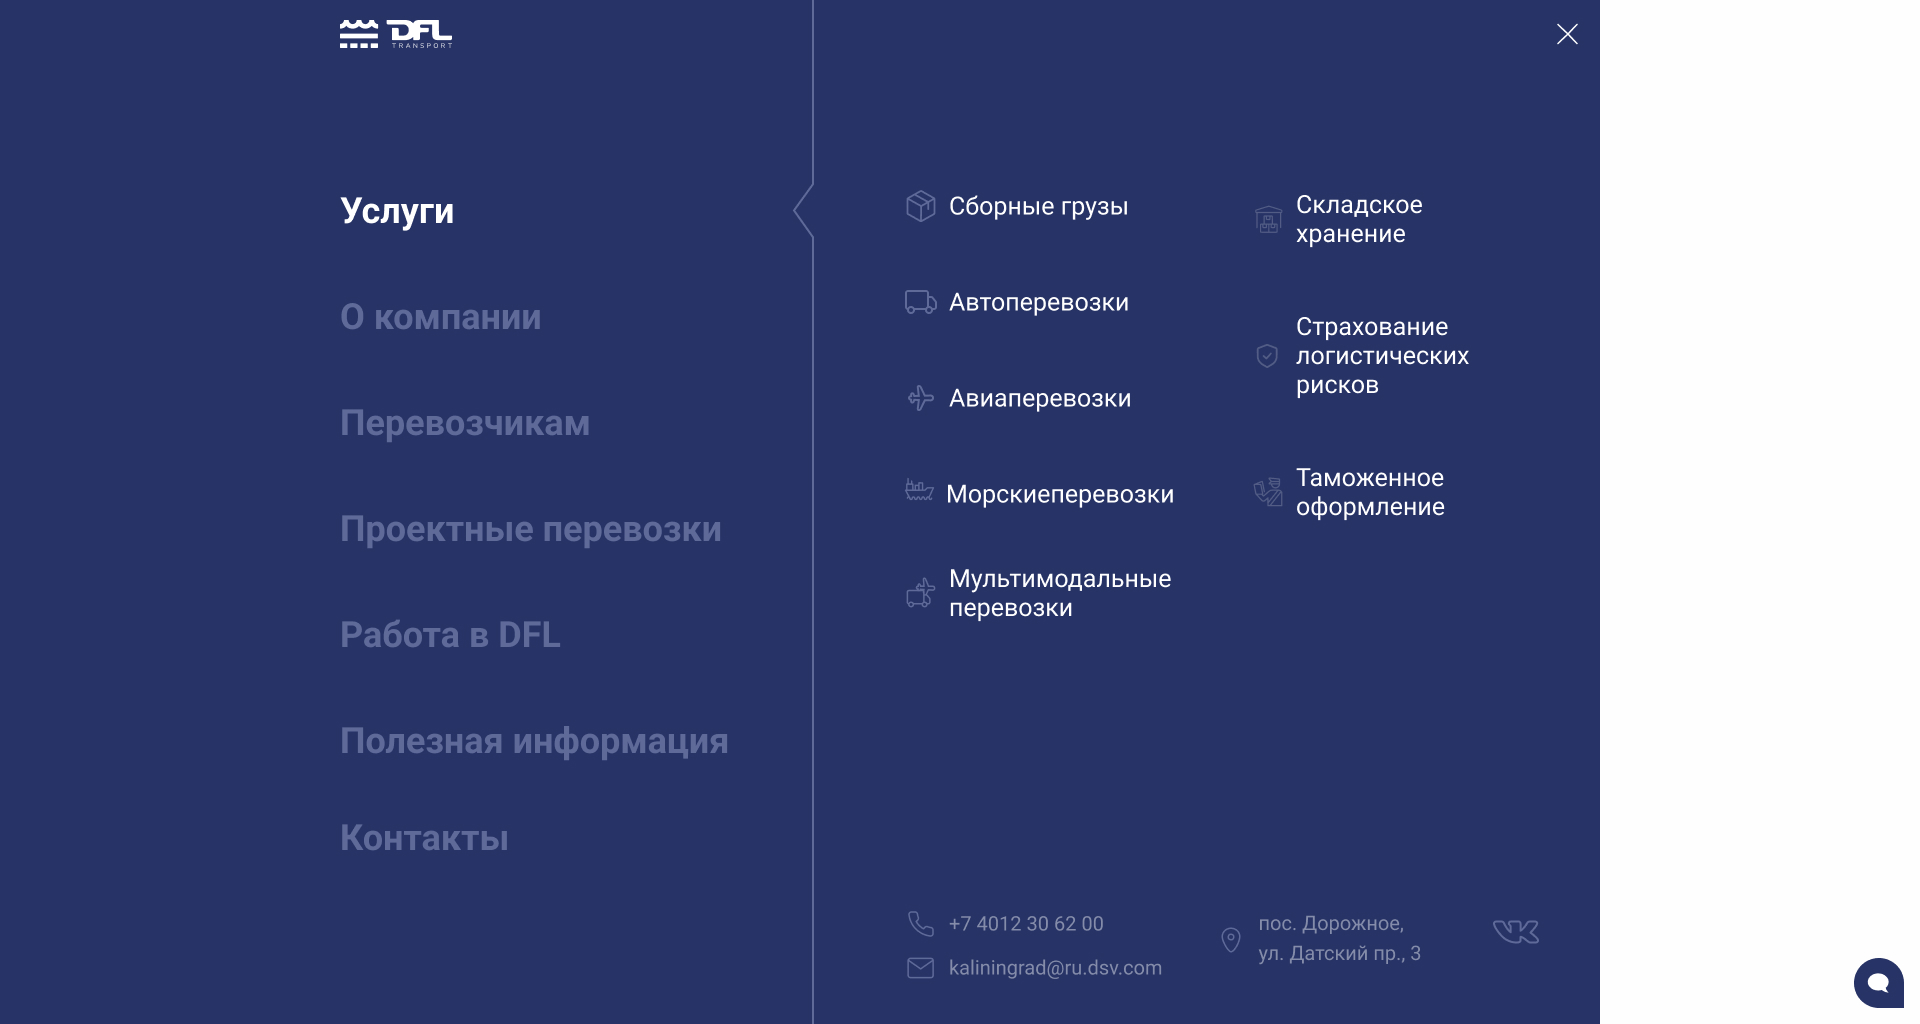 DFL
TRANSPORT
Услуги
О компании
Перевозчикам
Проектные перевозки
Работа в DFL
Полезная информация
Контакты
Сборные грузы
Автоперевозки
Авиаперевозки
Морскиеперевозки
Мультимодальные
перевозки
Складское
хранение
Страхование
логистических
рисков
Таможенное
оформление
+7 4012 30 62 00
kaliningrad@ru.dsv.com
пос. Дорожное,
ул. Датский пр., 3